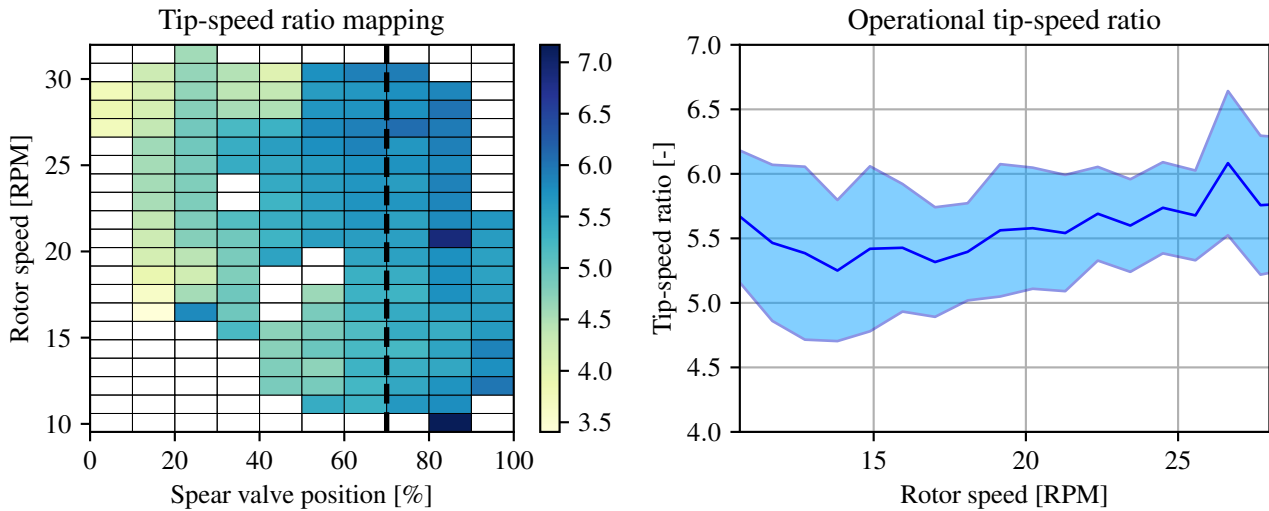 Tip-speed ratio mapping
Rotor speed [RPM]
30
25
20
15
10
0 20 40 60 80 100
Spear valve position [%]
7.0
6.5
6.0
5.5
5.0
4.5
4.0
3.5
Operational tip-speed ratio
Tip-speed ratio [-]
7.0
6.5
6.0
5.5
5.0
4.5
4.0
15 20 25
Rotor speed [RPM]